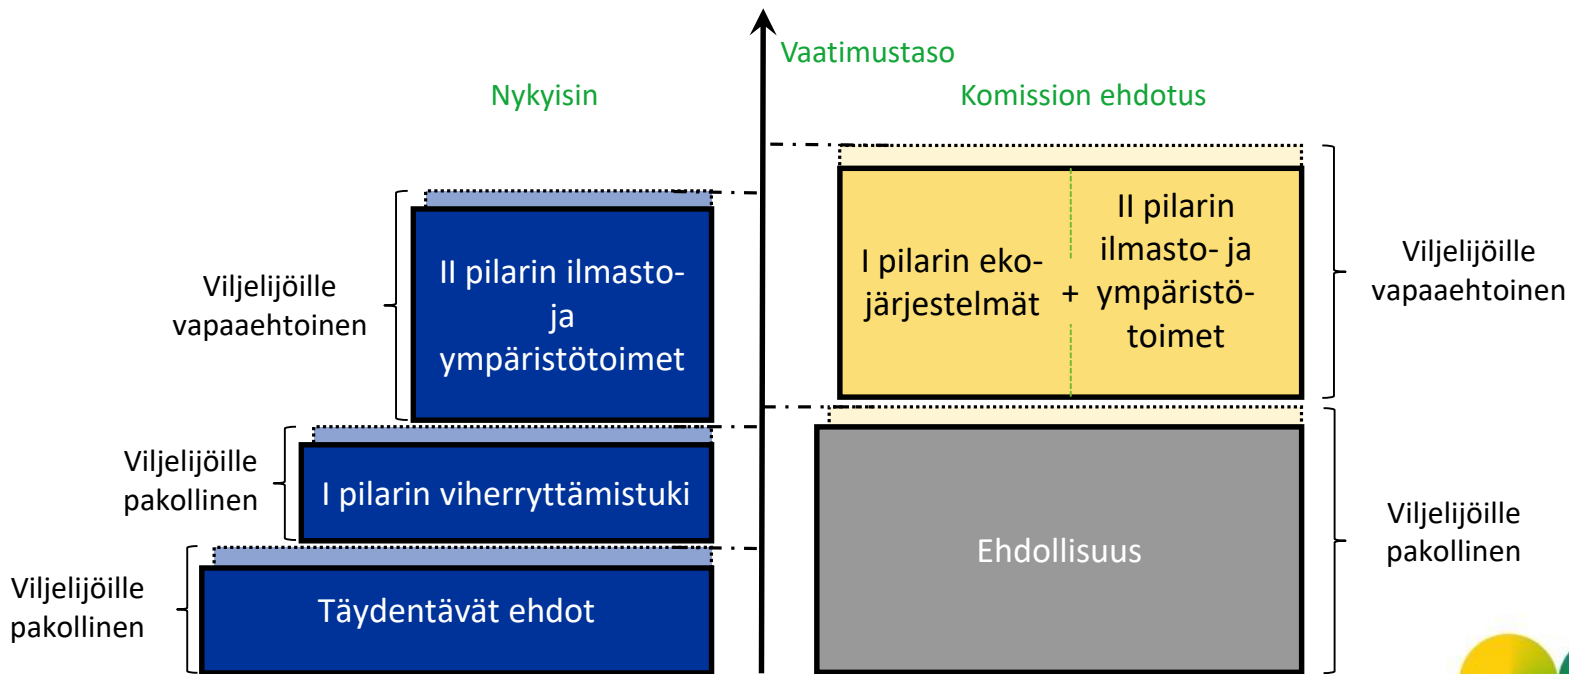 Vaatimustaso
Nykyisin
Komission ehdotus
Viljelijöille
vapaaehtoinen
II pilarin ilmasto-
ja
ympäristötoimet
I pilarin eko-
järjestelmät
+
II pilarin
ilmasto- ja
ympäristö-
toimet
Viljelijöille
vapaaehtoinen
Viljelijöille
pakollinen
I pilarin viherryttämistuki
Viljelijöille
pakollinen
Täydentävät ehdot
Ehdollisuus
Viljelijöille
pakollinen